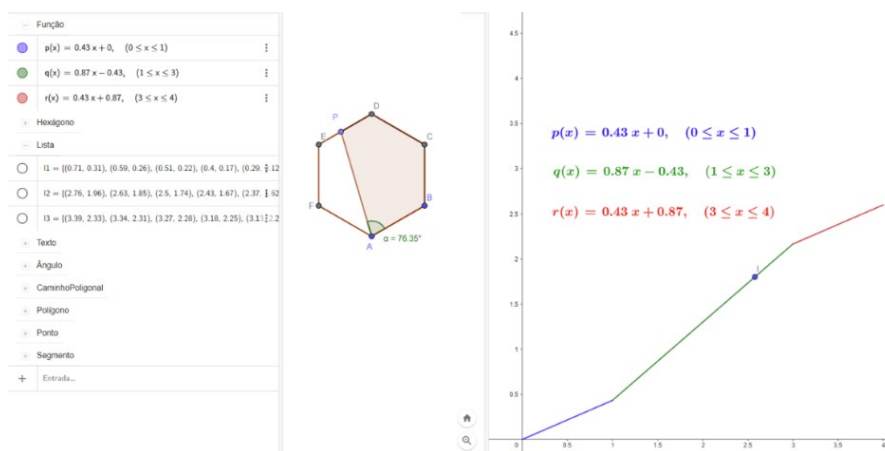 Função
p(x) = 0.43 x + 0, (0 ≤ x ≤ 1)
q(x) = 0.87 x − 0.43, (1 ≤ x ≤ 3)
r(x) = 0.43 x + 0.87, (3 ≤ x ≤ 4)
Hexágono
Lista
l1 = {(0.71, 0.31), (0.59, 0.26), (0.51, 0.22), (0.4, 0.17), (0.29,
l2 = {(2.76, 1.96), (2.63, 1.85), (2.5, 1.74), (2.43, 1.67), (2.37,
l3 = {(3.39, 2.33), (3.34, 2.31), (3.27, 2.28), (3.18, 2.25),
Texto
Ângulo
CaminhoPoligonal
Polígono
Ponto
Segmento
+ Entrada...
D
P
E
C
B
F
A
α = 76.35°
p(x) = 0.43 x + 0, (0 ≤ x ≤ 1)
q(x) = 0.87 x − 0.43, (1 ≤ x ≤ 3)
r(x) = 0.43 x + 0.87, (3 ≤ x ≤ 4)
4.5
4
3.5
3
2.5
2
1.5
1
0.5
0 0.5 1 1.5 2 2.5 3 3.5 4